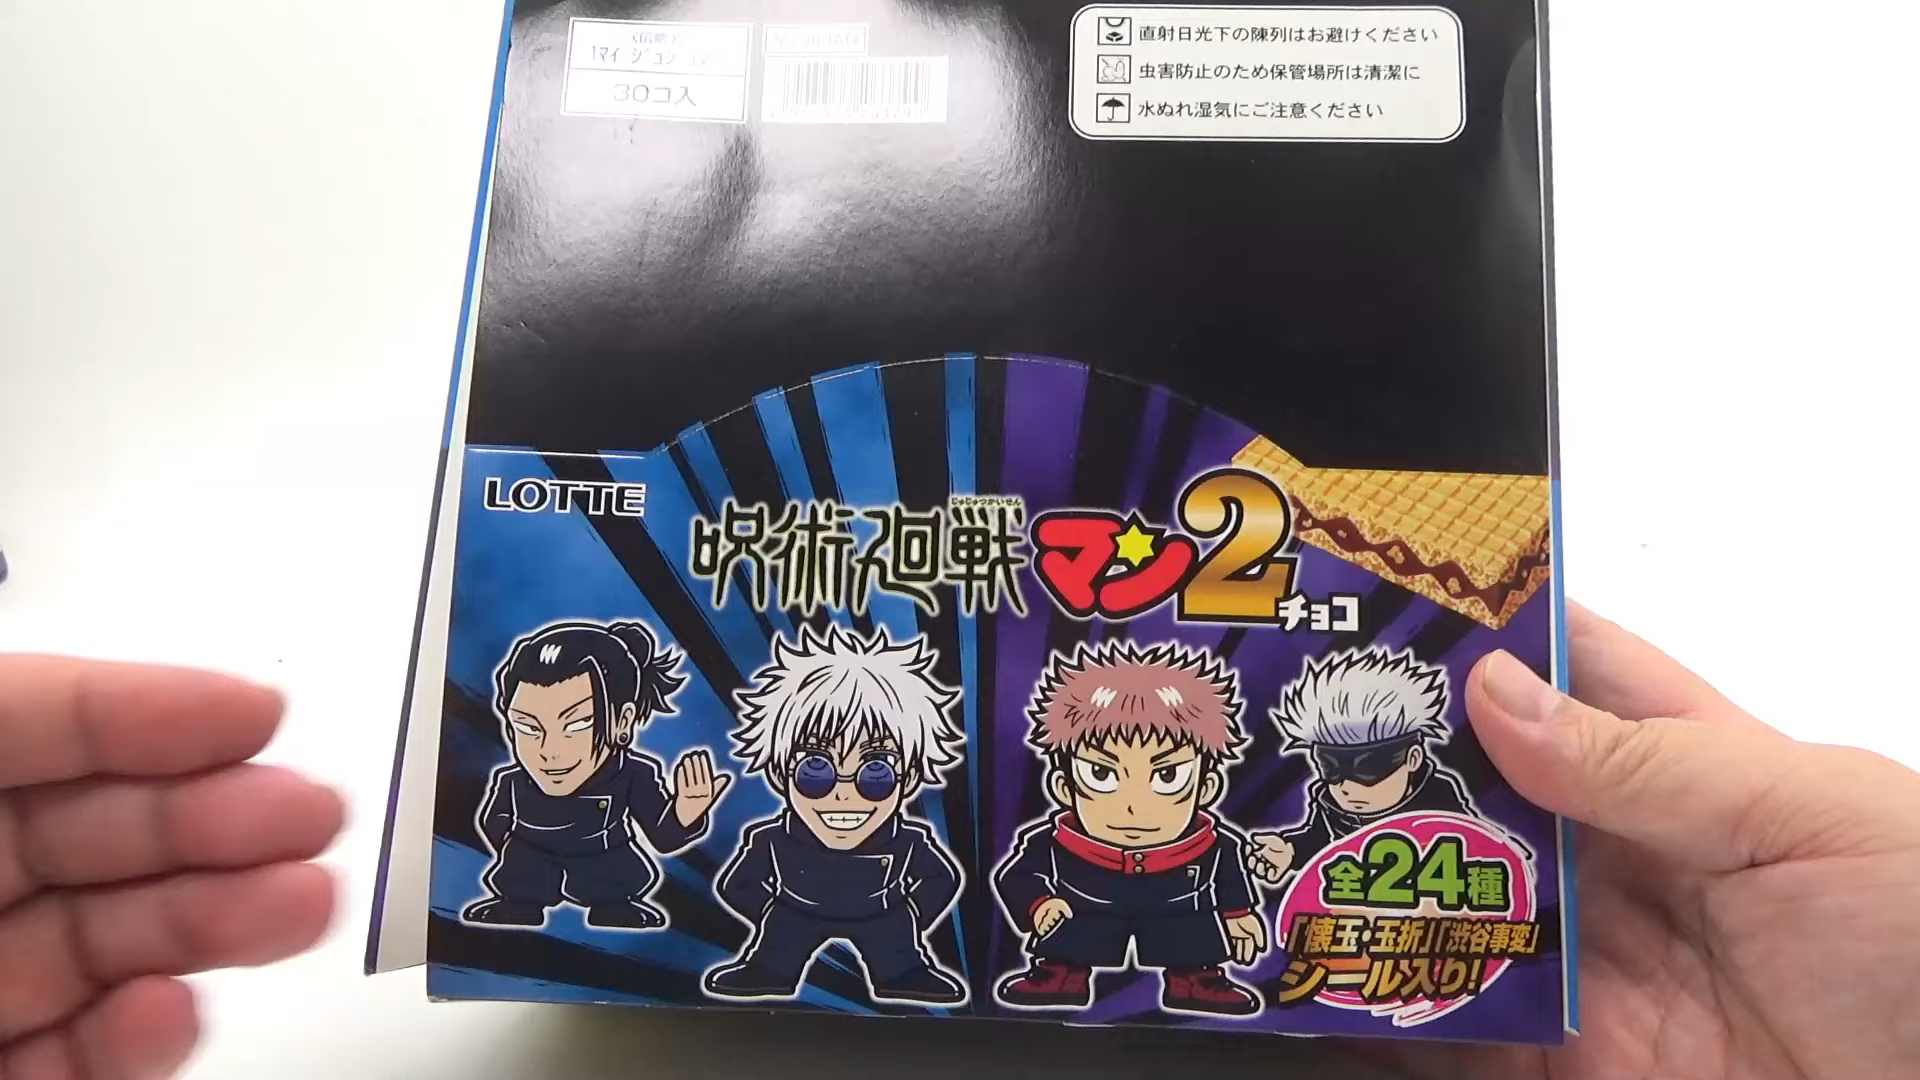 30コ入
直射日光下の陳列はお避けください
虫害防止のため保管場所は清潔に
水ぬれ湿気にご注意ください
LOTTE
じゅじゅつかいせん
呪術廻戦マン2チョコ
全24種
「懐玉・玉折」「渋谷事変」
シール入り!